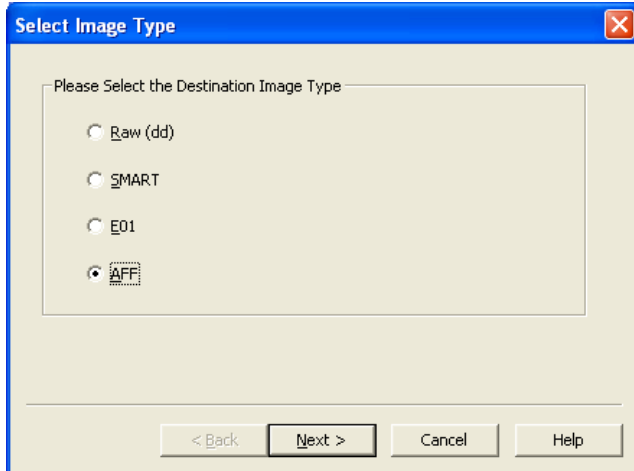 Select Image Type
Please Select the Destination Image Type
Raw (dd)
SMART
E01
AFF
< Back Next > Cancel Help